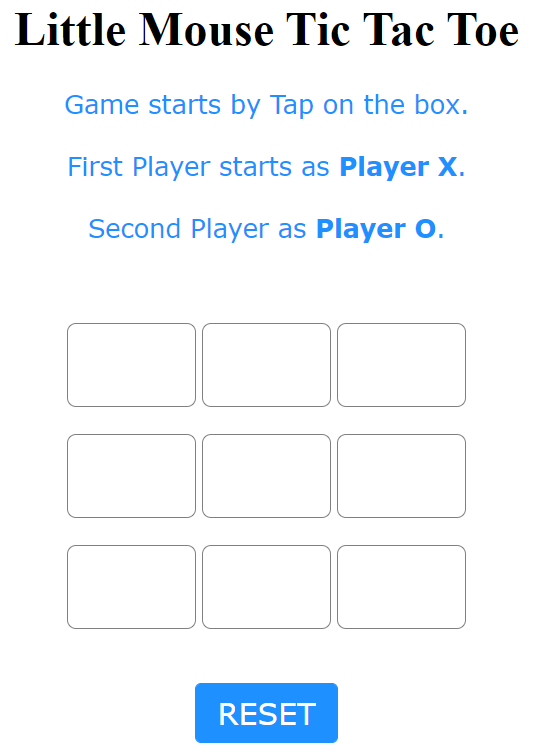 Little Mouse Tic Tac Toe
Game starts by Tap on the box.
First Player starts as Player X.
Second Player as Player O.
RESET